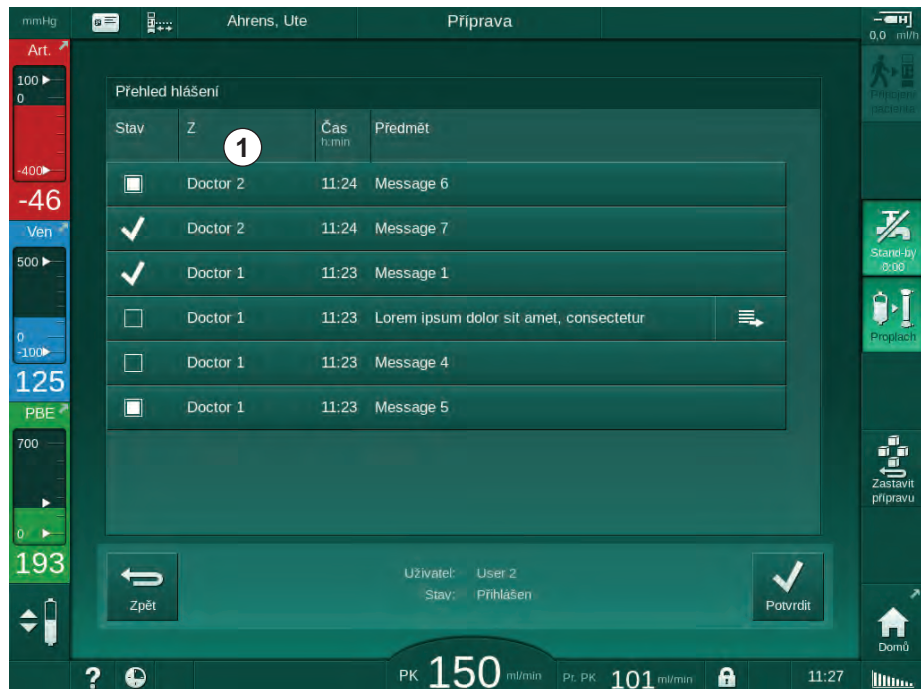 mmHg
Ahrens, Ute
Příprava
0,0 ml/h
Art.
100
0
-400
-46
Ven
500
0
-100
125
PBE
700
0
193
Přehled hlášení
Stav Z Čas Předmět
h:min
1
Doctor 2 11:24 Message 6
Doctor 2 11:24 Message 7
Doctor 1 11:23 Message 1
Doctor 1 11:23 Lorem ipsum dolor sit amet, consectetur
Doctor 1 11:23 Message 4
Doctor 1 11:23 Message 5
Zpět
Uživatel: User 2
Stav: Přihlášen
Potvrdit
pacienta
Stand-by
0:00
Proplach
Zastavit
přípravu
Domů
? PK 150 ml/min Pr. PK 101 ml/min 11:27